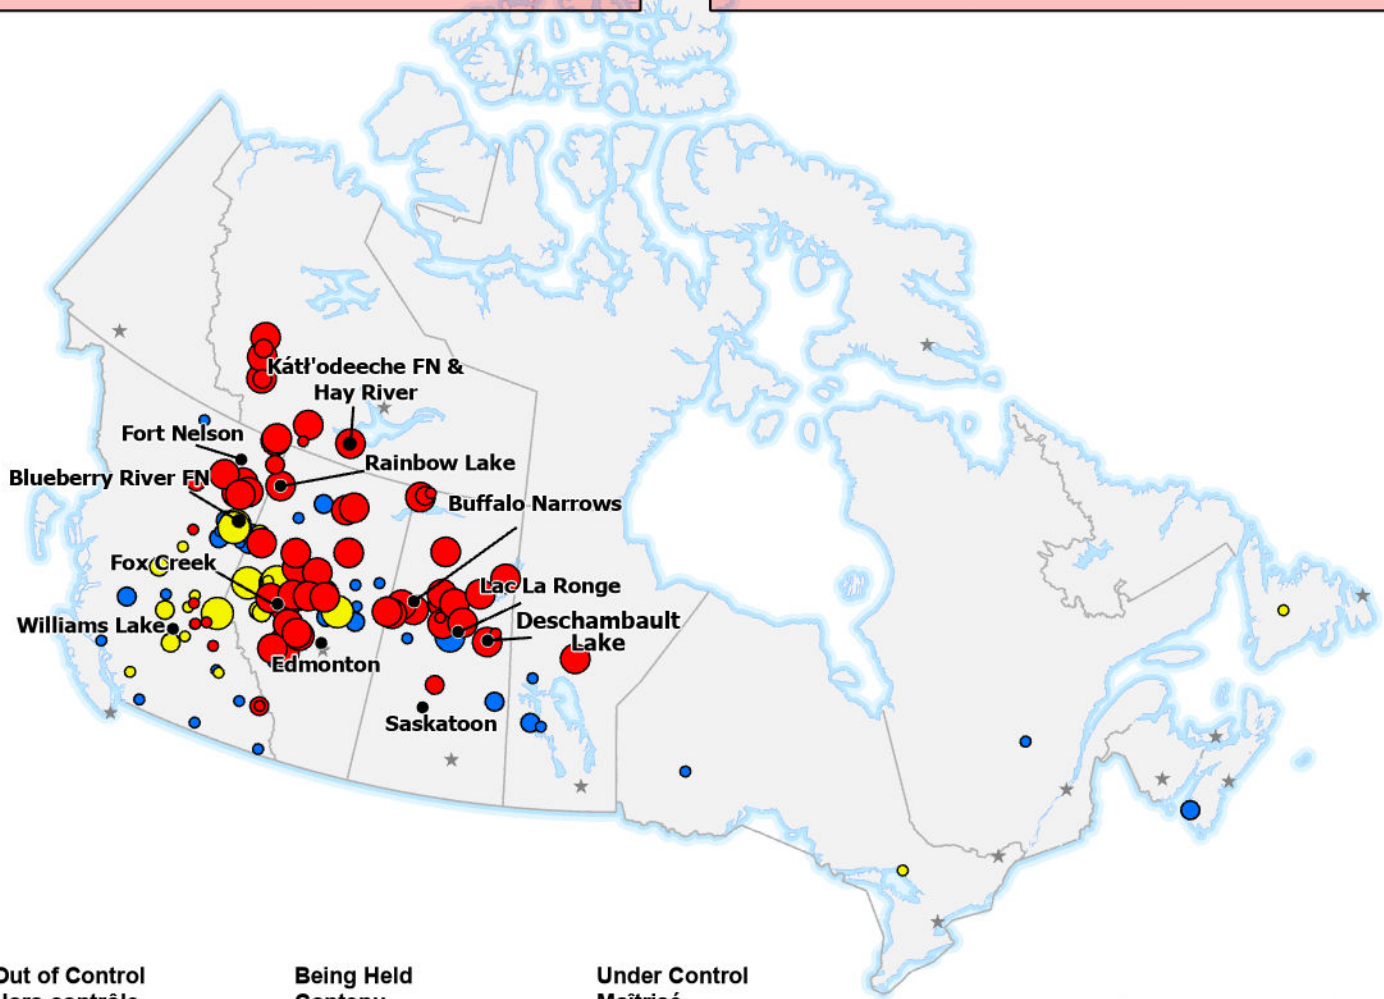 Kátł'odeeche FN &
Hay River
Fort Nelson
Rainbow Lake
Blueberry River FN
Buffalo Narrows
Fox Creek
Lac La Ronge
Deschambault
Lake
Williams Lake
Edmonton
Saskatoon
Out of Control
Being Held
Under Control